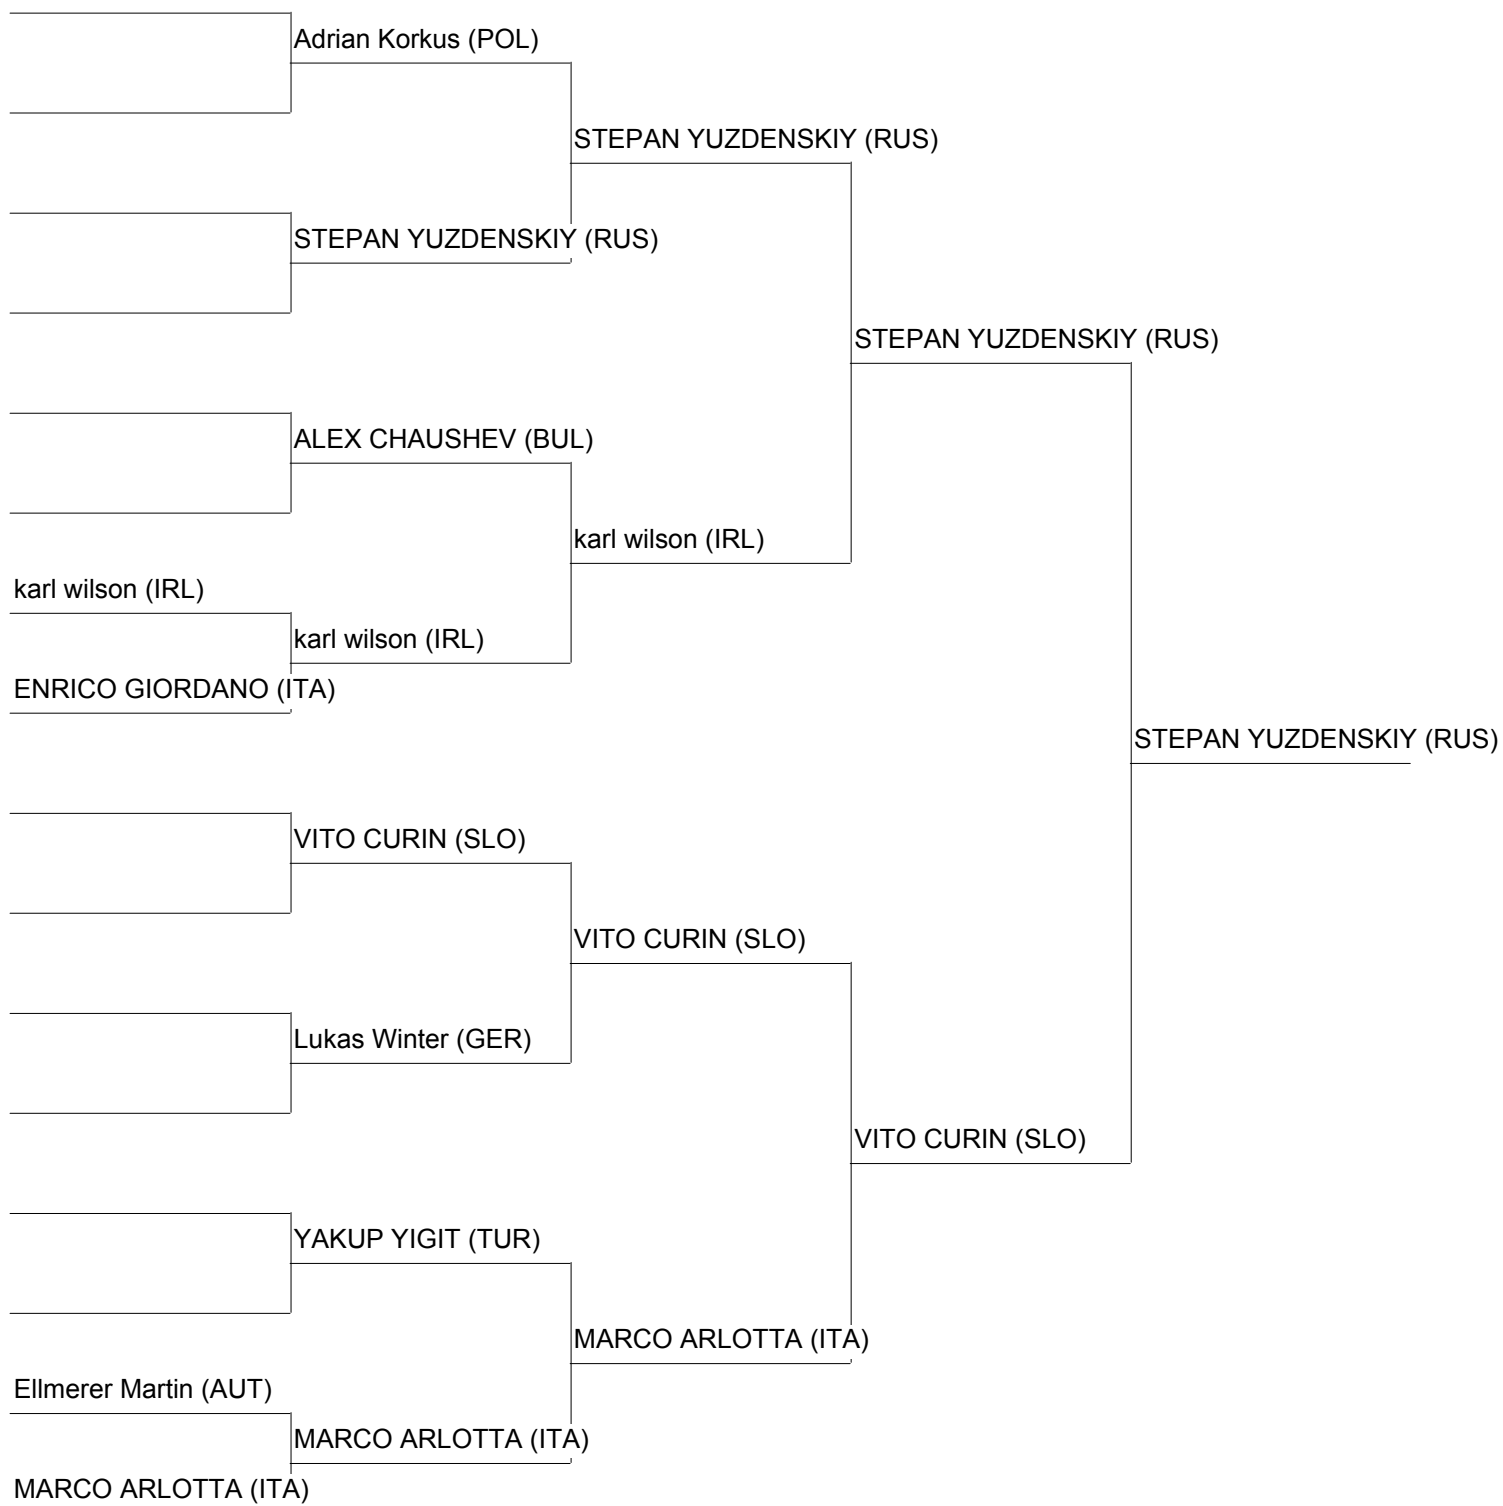 Adrian Korkus (POL)
STEPAN YUZDENSKIY (RUS)
STEPAN YUZDENSKIY (RUS)
STEPAN YUZDENSKIY (RUS)
ALEX CHAUSHEV (BUL)
karl wilson (IRL)
karl wilson (IRL)
karl wilson (IRL)
ENRICO GIORDANO (ITA)
STEPAN YUZDENSKIY (RUS)
VITO CURIN (SLO)
VITO CURIN (SLO)
Lukas Winter (GER)
VITO CURIN (SLO)
YAKUP YIGIT (TUR)
MARCO ARLOTTA (ITA)
Ellmerer Martin (AUT)
MARCO ARLOTTA (ITA)
MARCO ARLOTTA (ITA)